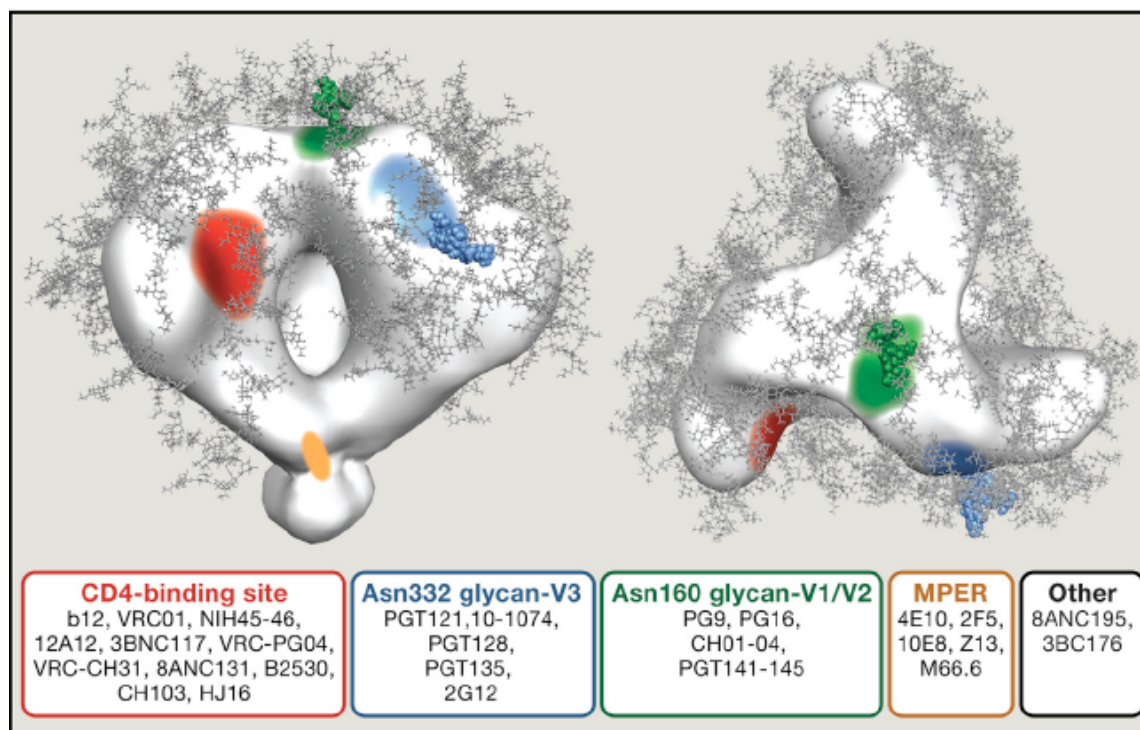 CD4-binding site
b12, VRC01, NIH45-46,
12A12, 3BNC117, VRC-PG04,
VRC-CH31, 8ANC131, B2530,
CH103, HJ16
Asn332 glycan-V3
PGT121,10-1074,
PGT128,
PGT135,
2G12
Asn160 glycan-V1/V2
PG9, PG16,
CH01-04,
PGT141-145
MPER
4E10, 2F5,
10E8, Z13,
M66.6
Other
8ANC195,
3BC176